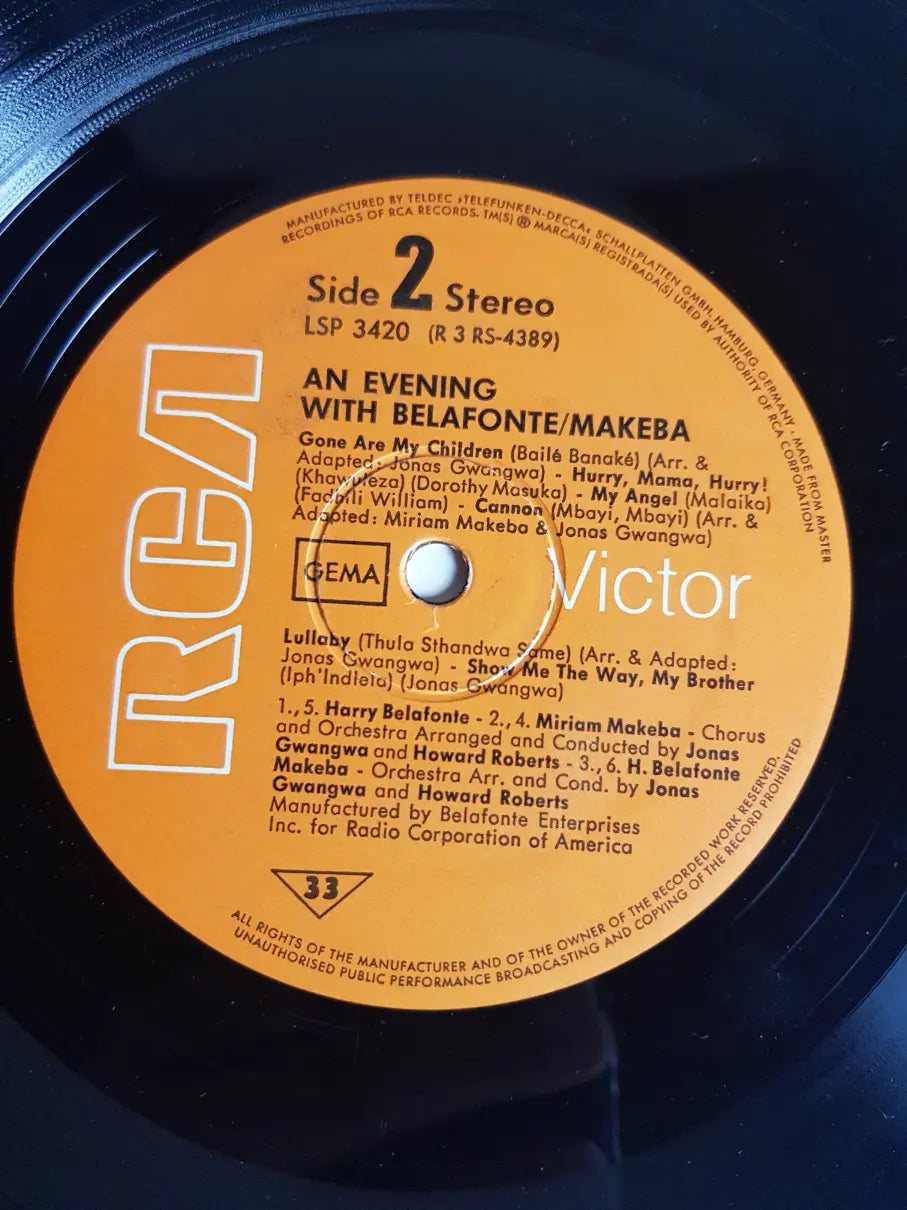 MANUFACTURED BY TELDEC »TELEFUNKEN-DECCA« SCHALLPLATTEN GMBH, HAMBURG, GERMANY - MADE FROM MASTER
RECORDINGS OF RCA RECORDS. TM(S) ® MARCA(S) REGISTRADA(S) USED BY AUTHORITY OF RCA CORPORATION
Side 2 Stereo
LSP 3420 (R 3 RS-4389)
AN EVENING
WITH BELAFONTE/MAKEBA
Gone Are My Children (Bailé Banaké) (Arr. &
Adapted: Jonas Gwangwa) - Hurry, Mama, Hurry!
(Khawuleza) (Dorothy Masuka) - My Angel (Malaika)
(Fadhili William) - Cannon (Mbayi, Mbayi) (Arr. &
Adapted: Miriam Makeba & Jonas Gwangwa)
RCA
GEMA
Victor
Lullaby (Thula Sthandwa Same) (Arr. & Adapted:
Jonas Gwangwa) - Show Me The Way, My Brother
(Iph'Indlela) (Jonas Gwangwa)
1., 5. Harry Belafonte - 2., 4. Miriam Makeba - Chorus
and Orchestra Arranged and Conducted by Jonas
Gwangwa and Howard Roberts - 3., 6. H. Belafonte
Makeba - Orchestra Arr. and Cond. by Jonas
Gwangwa and Howard Roberts
Manufactured by Belafonte Enterprises
Inc. for Radio Corporation of America
33
ALL RIGHTS OF THE MANUFACTURER AND OF THE OWNER OF THE RECORDED WORK RESERVED.
UNAUTHORISED PUBLIC PERFORMANCE BROADCASTING AND COPYING OF THE RECORD PROHIBITED